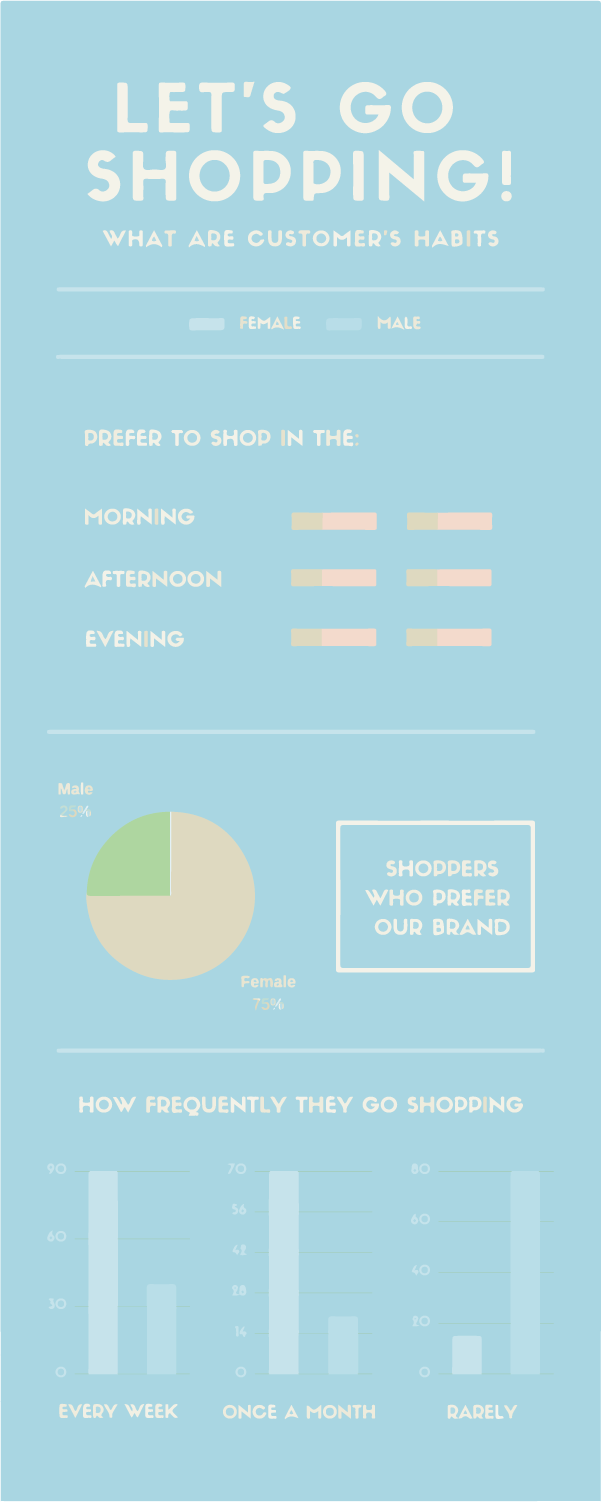 LET'S GO
SHOPPING!
WHAT ARE CUSTOMER'S HABITS
FEMALE MALE
PREFER TO SHOP IN THE:
MORNING
AFTERNOON
EVENING
Male
25%
SHOPPERS
WHO PREFER
OUR BRAND
Female
75%
HOW FREQUENTLY THEY GO SHOPPING
90
60
30
0
EVERY WEEK
70
56
42
28
14
0
ONCE A MONTH
80
60
40
20
0
RARELY